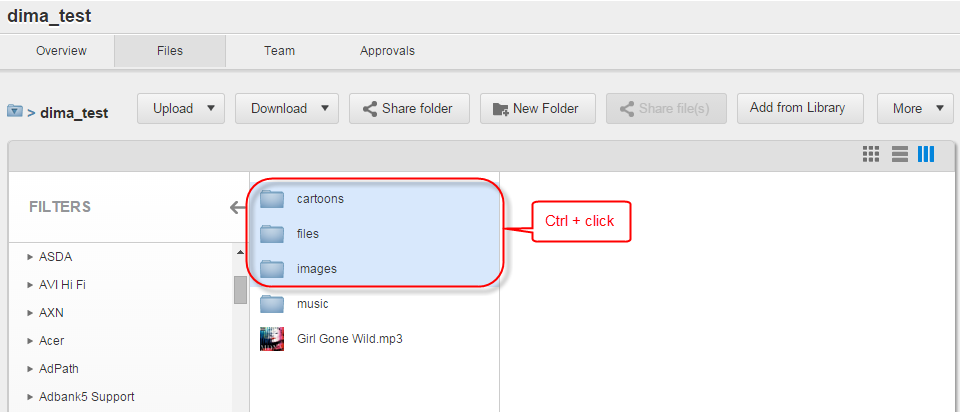 dima_test
Overview Files Team Approvals
> dima_test Upload Download Share folder New Folder Share file(s) Add from Library More
FILTERS
cartoons
files
images
music
Girl Gone Wild.mp3
Ctrl + click
ASDA
AVI Hi Fi
AXN
Acer
AdPath
Adbank5 Support